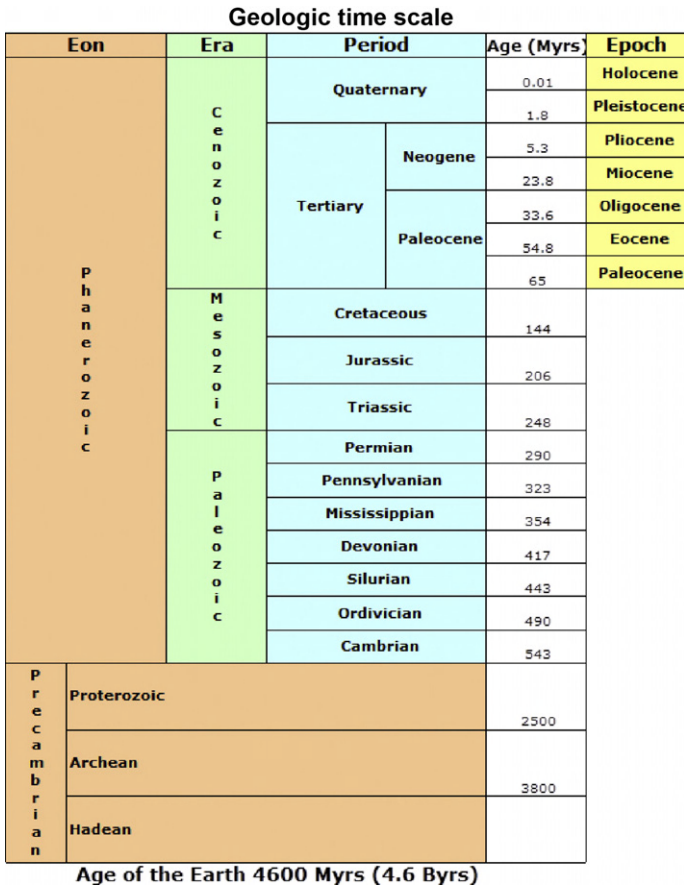 Geologic time scale
Eon Era Period Age (Myrs) Epoch
Phanerozoic
Cenozoic
Quaternary
0.01 Holocene
1.8 Pleistocene
Tertiary
Neogene
5.3 Pliocene
23.8 Miocene
Paleocene
33.6 Oligocene
54.8 Eocene
65 Paleocene
Mesozoic
Cretaceous 144
Jurassic 206
Triassic 248
Paleozoic
Permian 290
Pennsylvanian 323
Mississippian 354
Devonian 417
Silurian 443
Ordivician 490
Cambrian 543
Precambrian
Proterozoic 2500
Archean 3800
Hadean
Age of the Earth 4600 Myrs (4.6 Byrs)